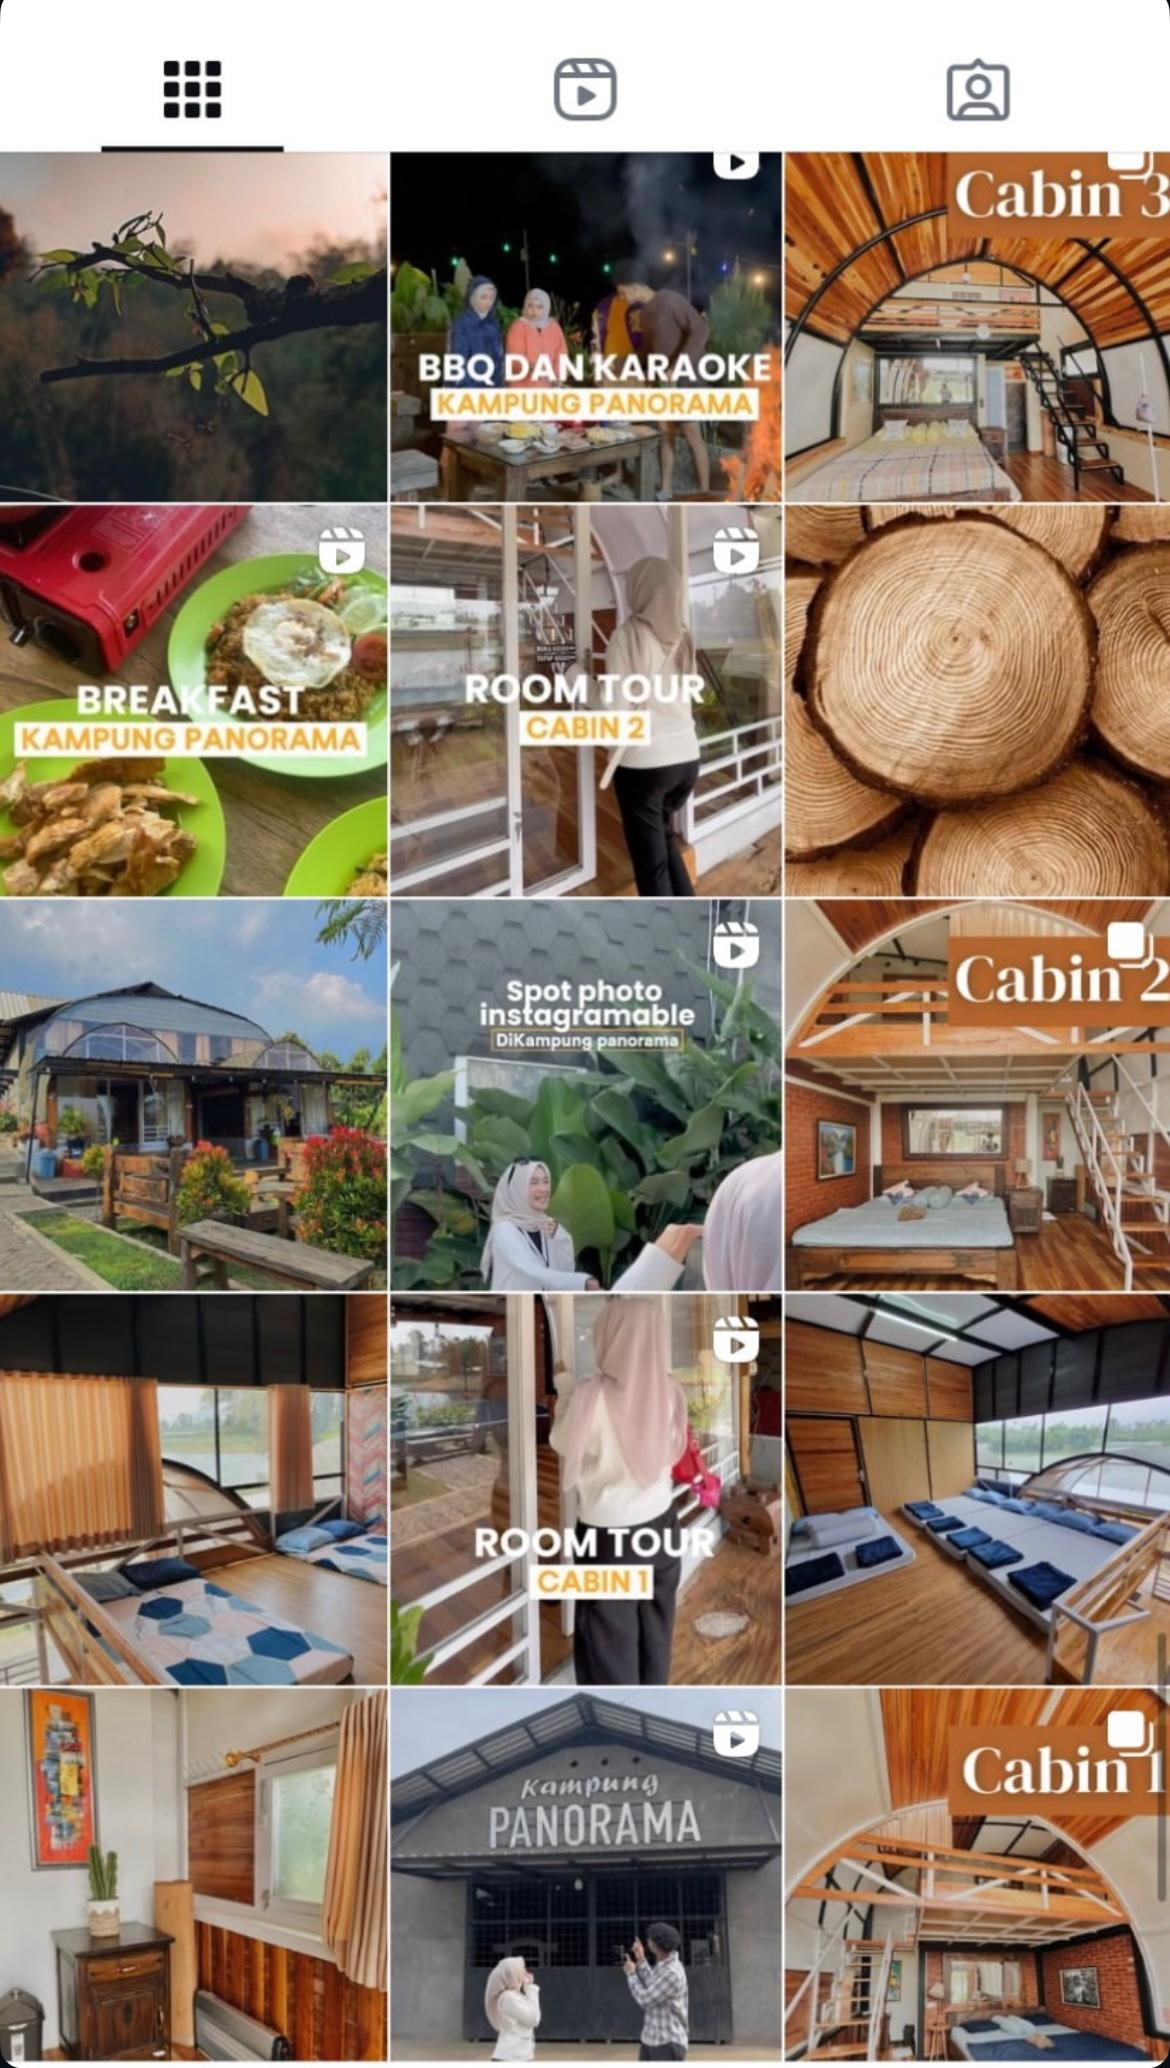 Cabin 3
BBQ DAN KARAOKE
KAMPUNG PANORAMA
BREAKFAST
KAMPUNG PANORAMA
ROOM TOUR
CABIN 2
Spot photo
instagramable
DiKampung panorama
Cabin 2
ROOM TOUR
CABIN 1
Kampung
PANORAMA
Cabin 1